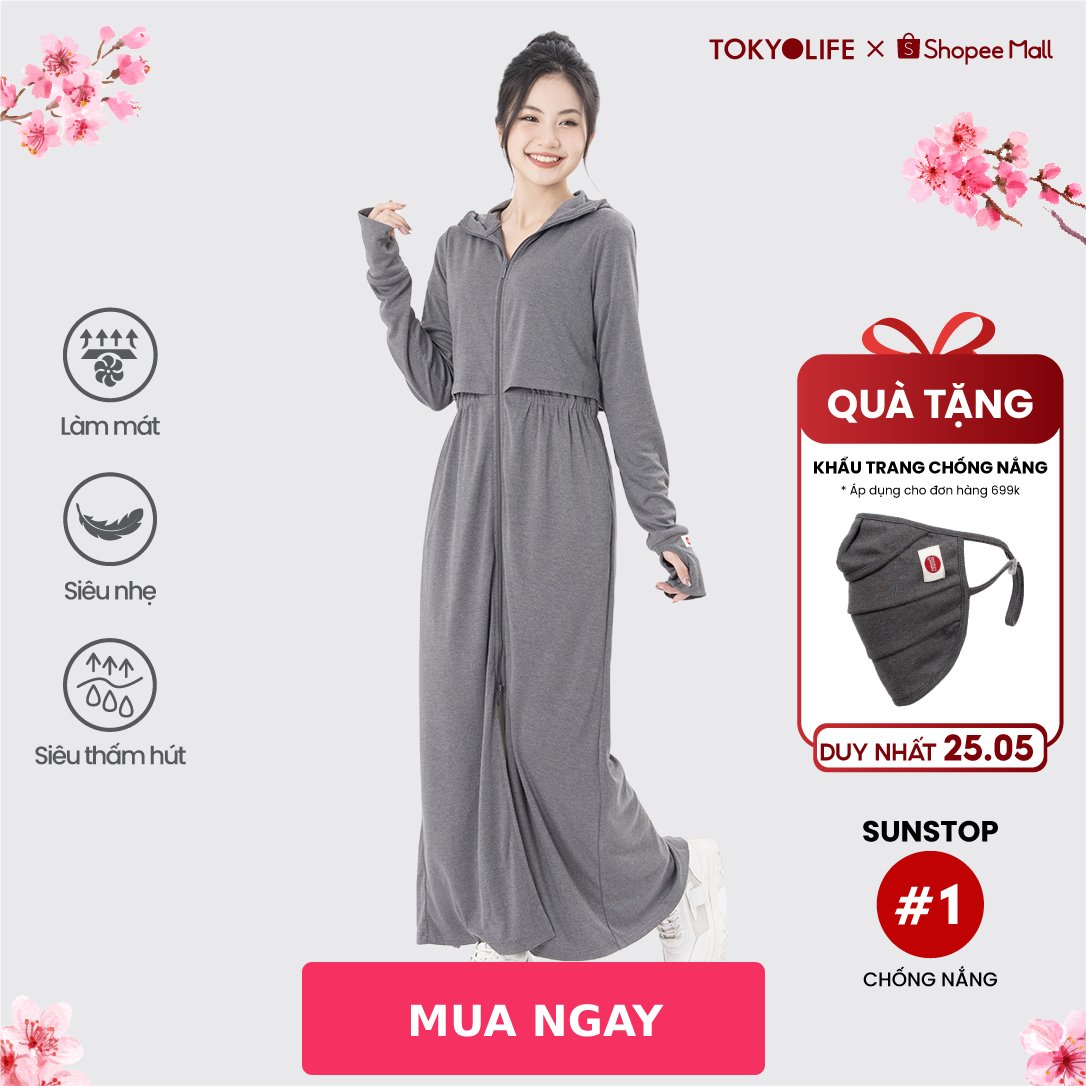 TOKYOLIFE × Shopee Mall
Làm mát
Siêu nhẹ
Siêu thấm hút
QUÀ TẶNG
KHẨU TRANG CHỐNG NẮNG
* Áp dụng cho đơn hàng 699k
DUY NHẤT 25.05
SUNSTOP
#1
CHỐNG NẮNG
MUA NGAY